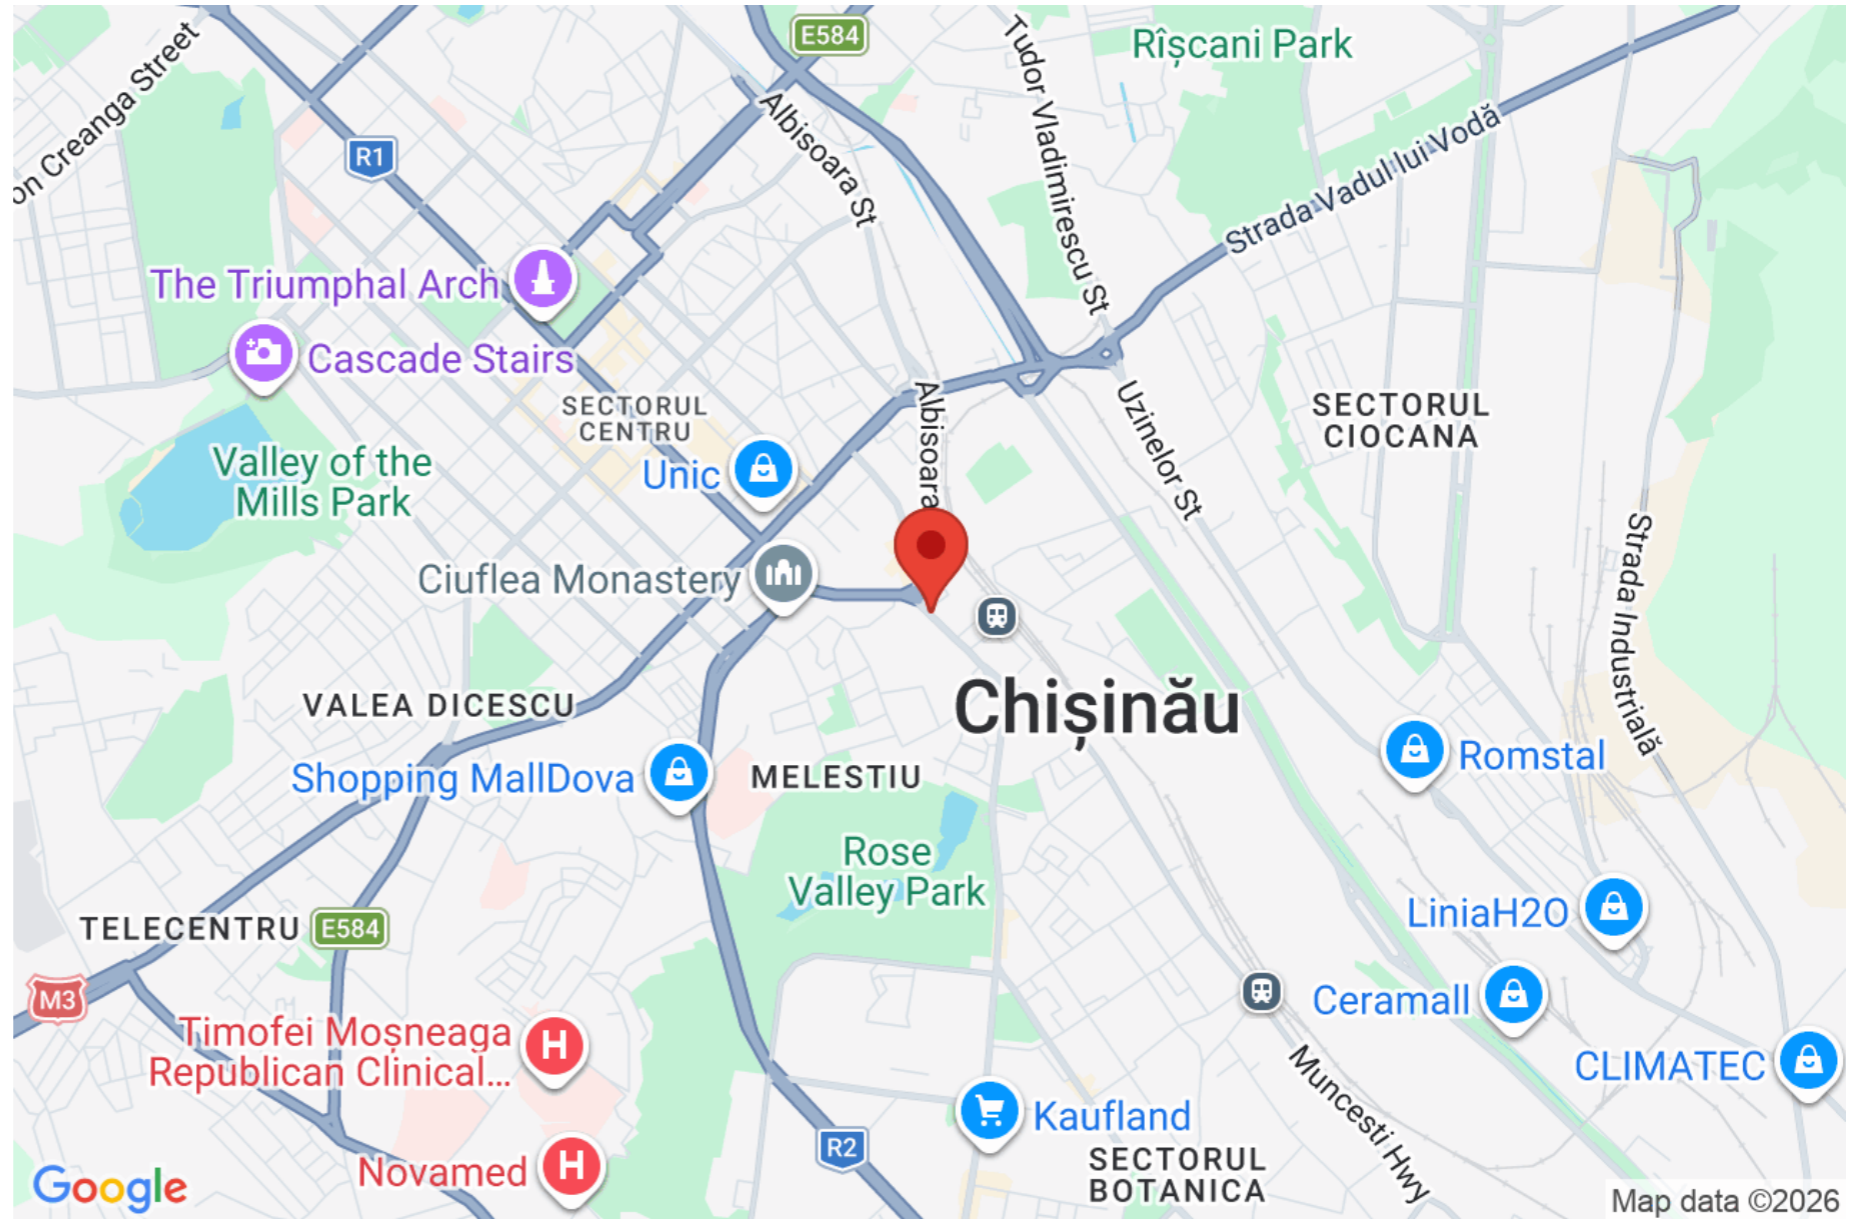 E584
Rîșcani Park
on Creanga Street
Tudor Vladimirescu St
Albisoara St
R1
Strada Vadul lui Vodă
The Triumphal Arch
Cascade Stairs
SECTORUL
CENTRU
Albisoara
Uzinelor St
SECTORUL
CIOCANA
Valley of the
Mills Park
Unic
Strada Industrială
Ciuflea Monastery
VALEA DICESCU
Chișinău
Shopping MallDova
MELESTIU
Romstal
Rose
Valley Park
TELECENTRU
E584
LiniaH2O
M3
Ceramall
Timofei Moșneaga
Republican Clinical...
H
CLIMATEC
Muncesti Hwy
Kaufland
R2
Novamed
H
SECTORUL
BOTANICA
Google
Map data ©2026